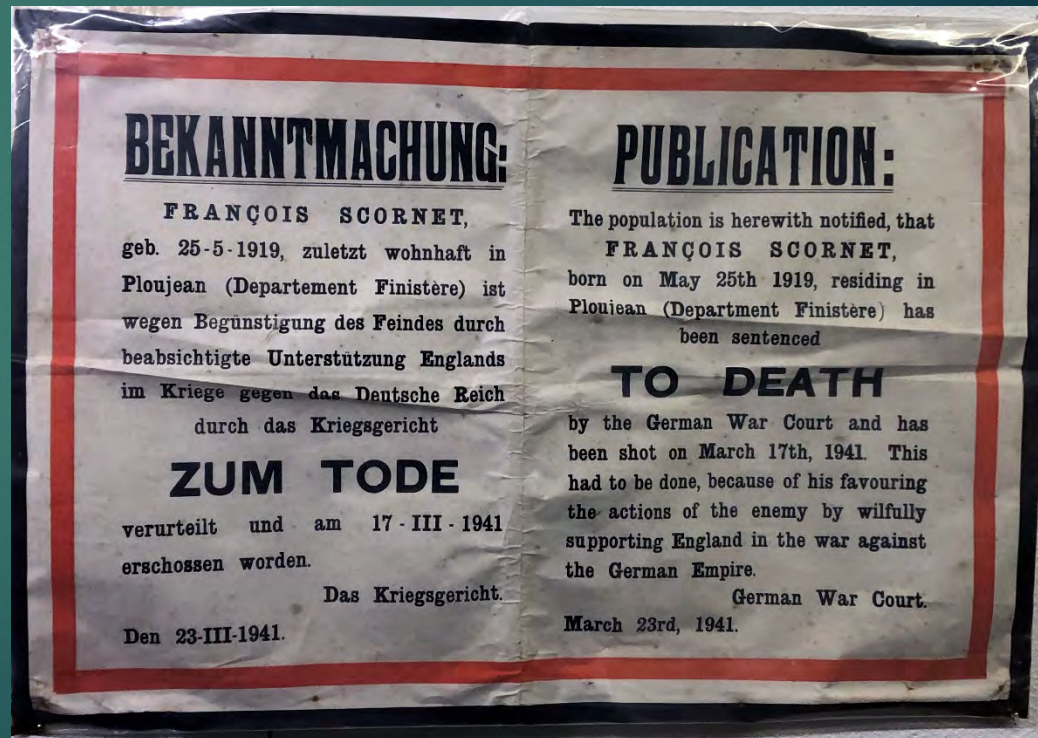 BEKANNTMACHUNG:
FRANÇOIS SCORNET,
geb. 25-5-1919, zuletzt wohnhaft in
Ploujean (Departement Finistère) ist
wegen Begünstigung des Feindes durch
beabsichtigte Unterstützung Englands
im Kriege gegen das Deutsche Reich
durch das Kriegsgericht
ZUM TODE
verurteilt und am 17-III-1941
erschossen worden.
Das Kriegsgericht.
Den 23-III-1941.
PUBLICATION:
The population is herewith notified, that
FRANÇOIS SCORNET,
born on May 25th 1919, residing in
Ploujean (Department Finistère) has
been sentenced
TO DEATH
by the German War Court and has
been shot on March 17th, 1941. This
had to be done, because of his favouring
the actions of the enemy by wilfully
supporting England in the war against
the German Empire.
German War Court.
March 23rd, 1941.